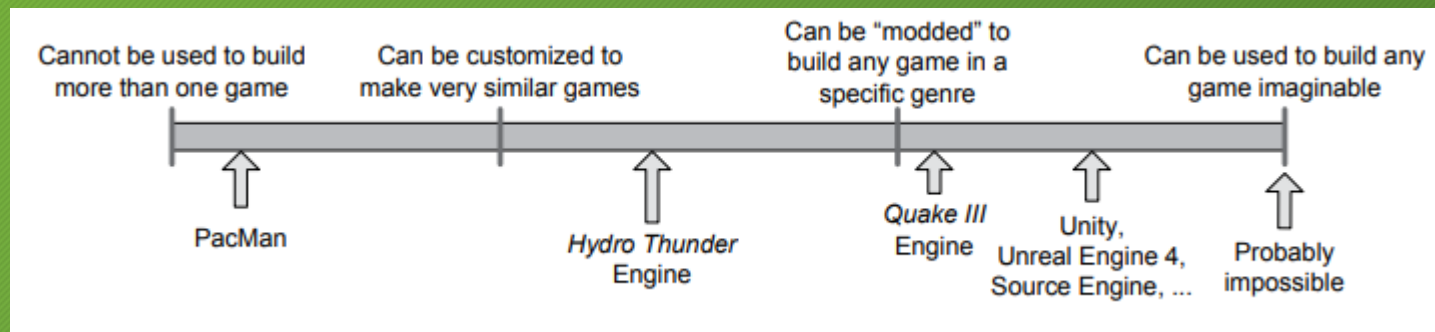 Cannot be used to build
more than one game
Can be customized to
make very similar games
Can be “modded” to
build any game in a
specific genre
Can be used to build any
game imaginable
PacMan
Hydro Thunder
Engine
Quake III
Engine
Unity,
Unreal Engine 4,
Source Engine, ...
Probably
impossible